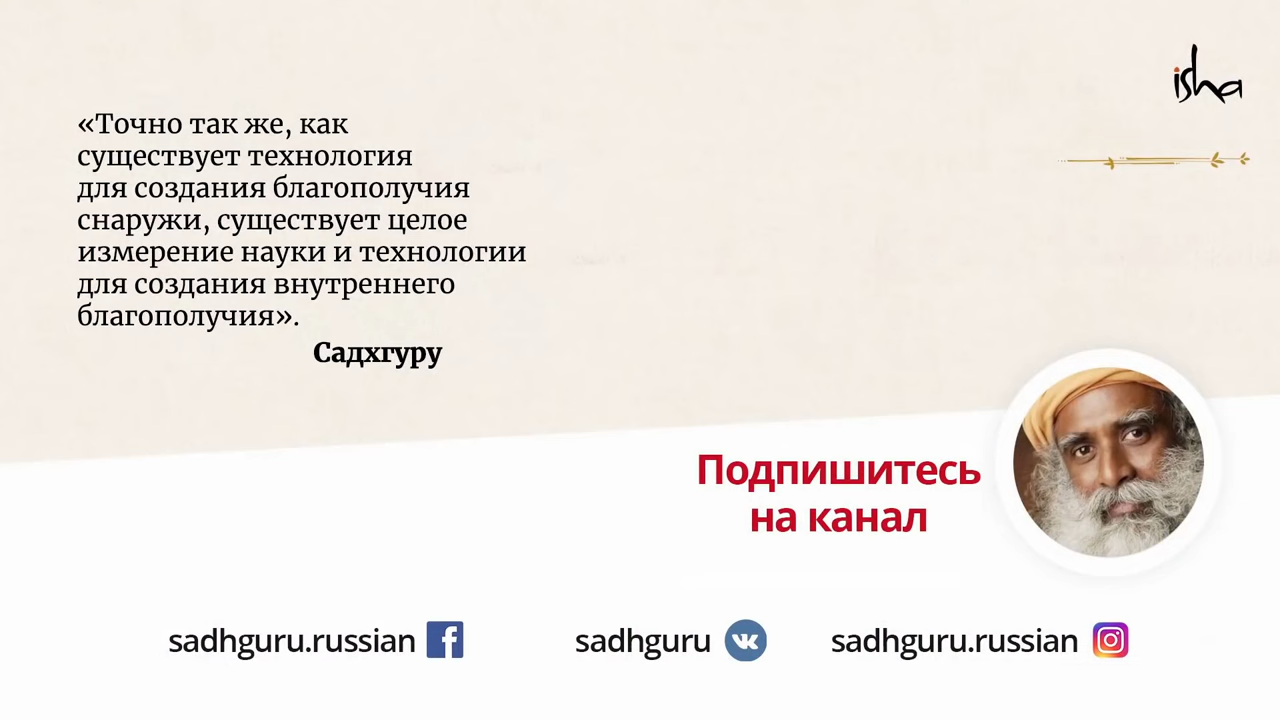 isha
«Точно так же, как
существует технология
для создания благополучия
снаружи, существует целое
измерение науки и технологии
для создания внутреннего
благополучия».
Садхгуру
Подпишитесь
на канал
sadhguru.russian
sadhguru
sadhguru.russian